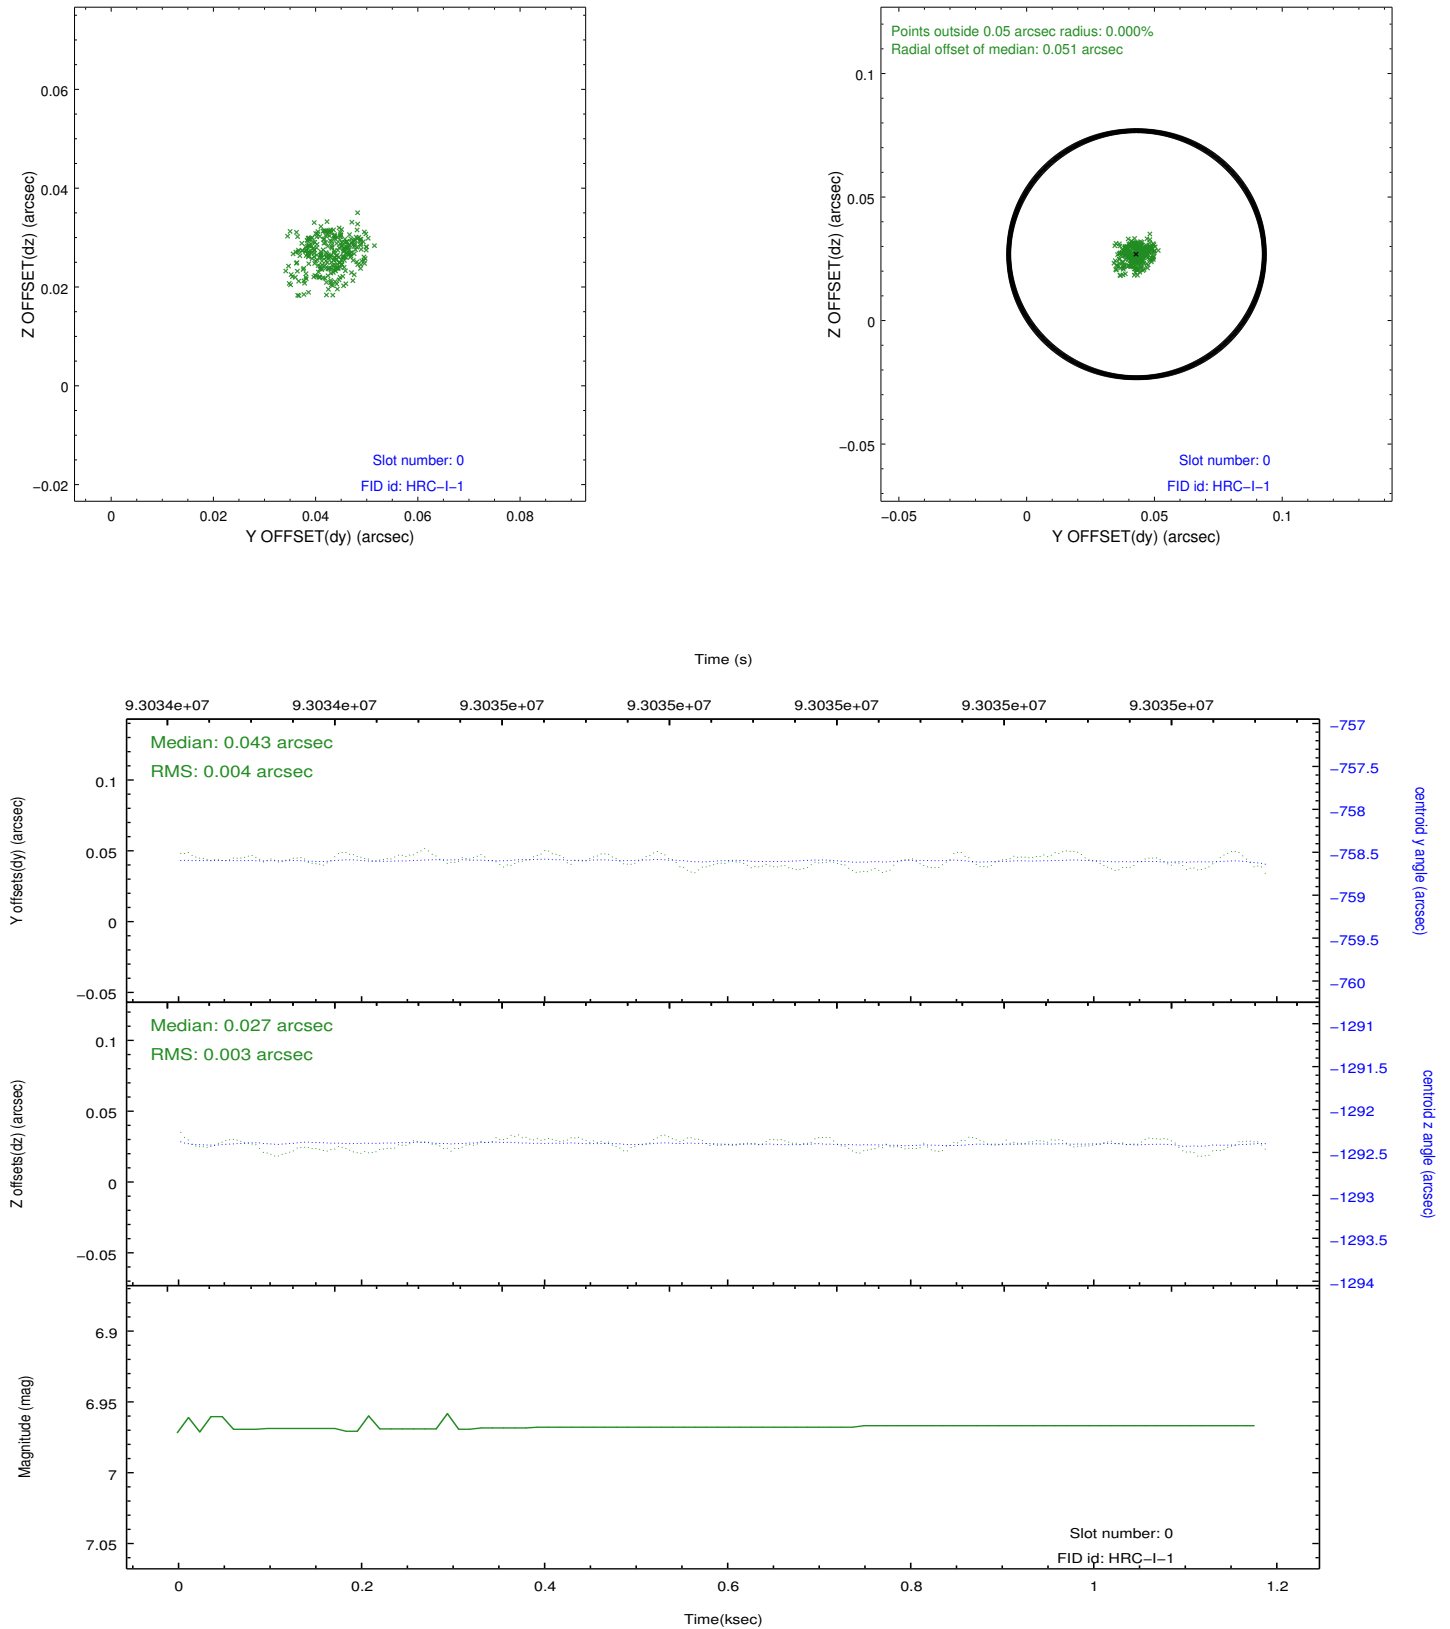 0.06
0.04
0.02
0
−0.02
Z OFFSET(dz) (arcsec)
Slot number: 0
FID id: HRC−I−1
0
0.02
0.04
0.06
0.08
Y OFFSET(dy) (arcsec)
Points outside 0.05 arcsec radius: 0.000%
Radial offset of median: 0.051 arcsec
0.1
0.05
0
−0.05
Z OFFSET(dz) (arcsec)
Slot number: 0
FID id: HRC−I−1
−0.05
0
0.05
0.1
Y OFFSET(dy) (arcsec)
Time (s)
9.3034e+07
9.3034e+07
9.3035e+07
9.3035e+07
9.3035e+07
9.3035e+07
9.3035e+07
Median: 0.043 arcsec
RMS: 0.004 arcsec
0.1
0.05
0
−0.05
Y offsets(dy) (arcsec)
−757
−757.5
−758
−758.5
−759
−759.5
−760
centroid y angle (arcsec)
Median: 0.027 arcsec
RMS: 0.003 arcsec
0.1
0.05
0
−0.05
Z offsets(dz) (arcsec)
−1291
−1291.5
−1292
−1292.5
−1293
−1293.5
−1294
centroid z angle (arcsec)
6.9
6.95
7
7.05
Magnitude (mag)
Slot number: 0
FID id: HRC−I−1
0
0.2
0.4
0.6
0.8
1
1.2
Time(ksec)